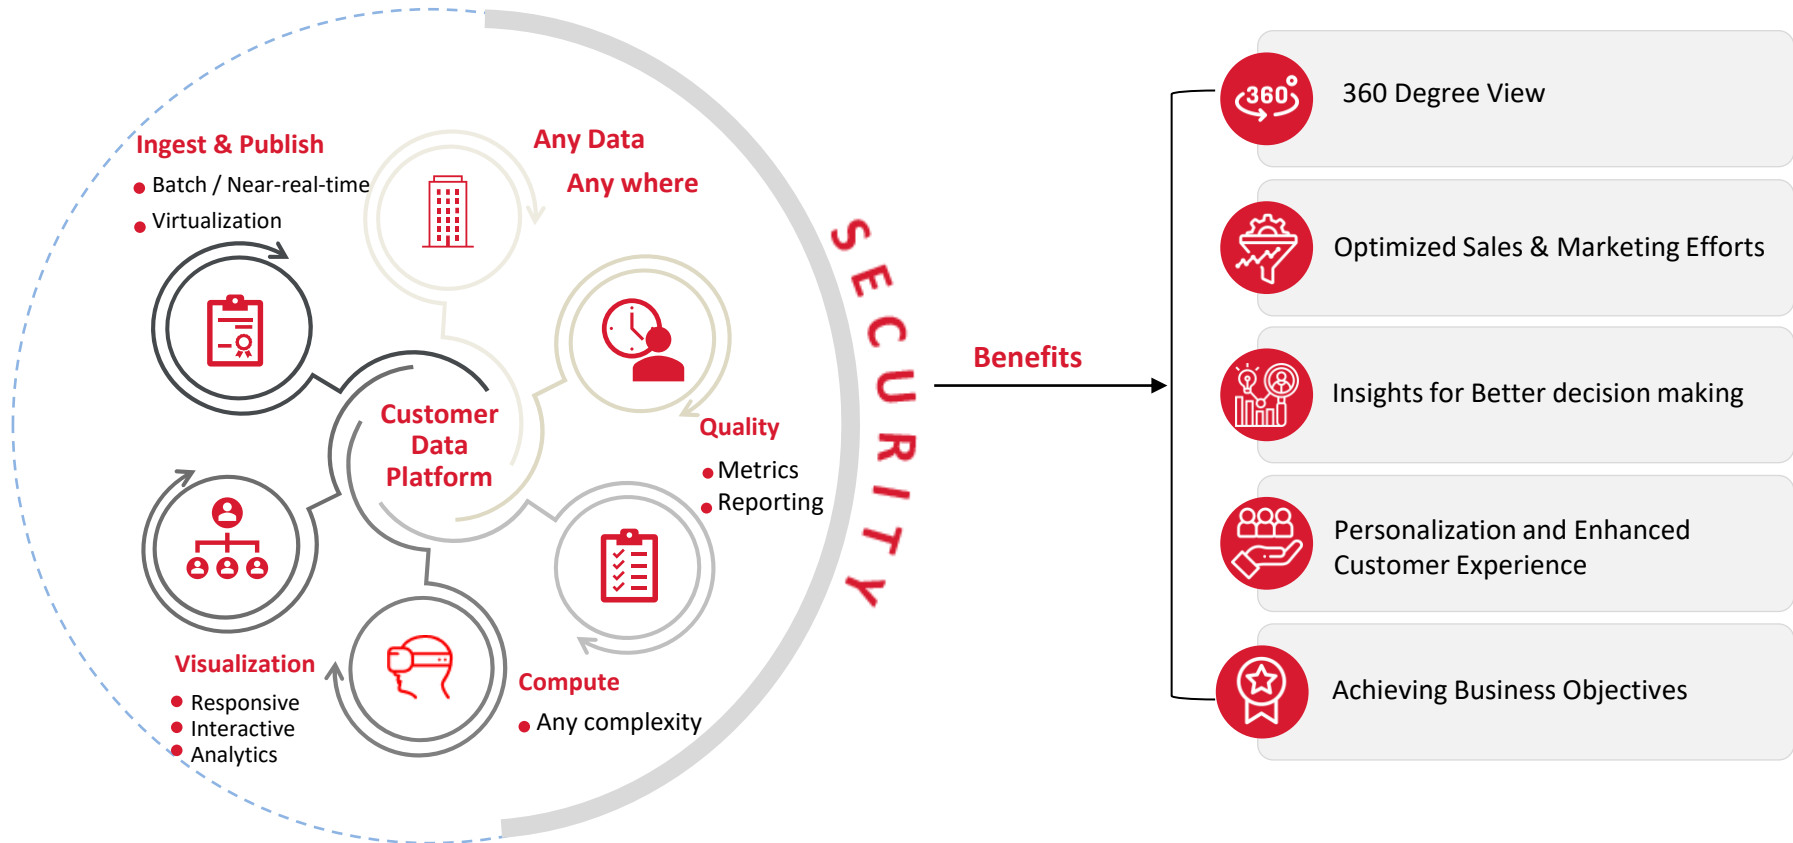 Ingest & Publish
Batch / Near-real-time
Virtualization
Any Data
Any where
Customer
Data
Platform
Quality
Metrics
Reporting
Compute
Any complexity
Visualization
Responsive
Interactive
Analytics
SECURITY
Benefits
360°
360 Degree View
Optimized Sales & Marketing Efforts
Insights for Better decision making
Personalization and Enhanced
Customer Experience
Achieving Business Objectives